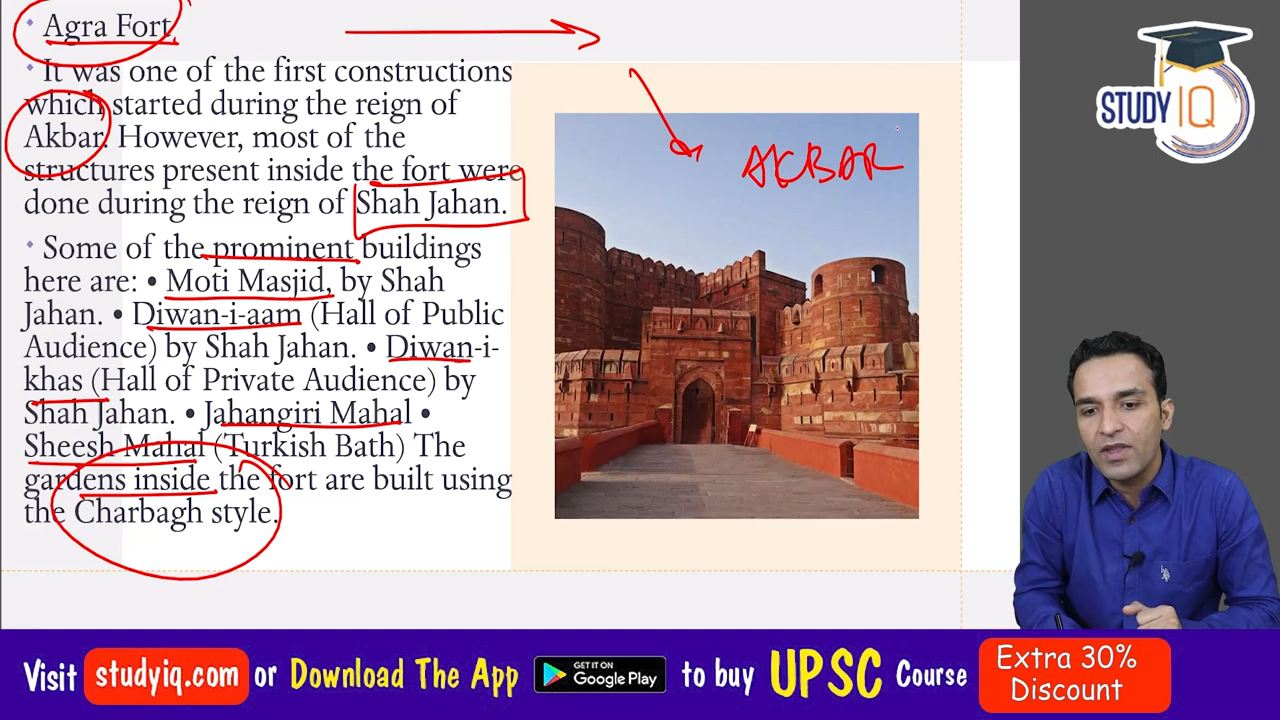 Agra Fort
It was one of the first constructions
which started during the reign of
Akbar. However, most of the
structures present inside the fort were
done during the reign of Shah Jahan.
Some of the prominent buildings
here are: • Moti Masjid, by Shah
Jahan. • Diwan-i-aam (Hall of Public
Audience) by Shah Jahan. • Diwan-i-
khas (Hall of Private Audience) by
Shah Jahan. • Jahangiri Mahal •
Sheesh Mahal (Turkish Bath) The
gardens inside the fort are built using
the Charbagh style.
AKBAR
STUDY IQ
Visit studyiq.com or Download The App GET IT ON Google Play to buy UPSC Course
Extra 30%
Discount